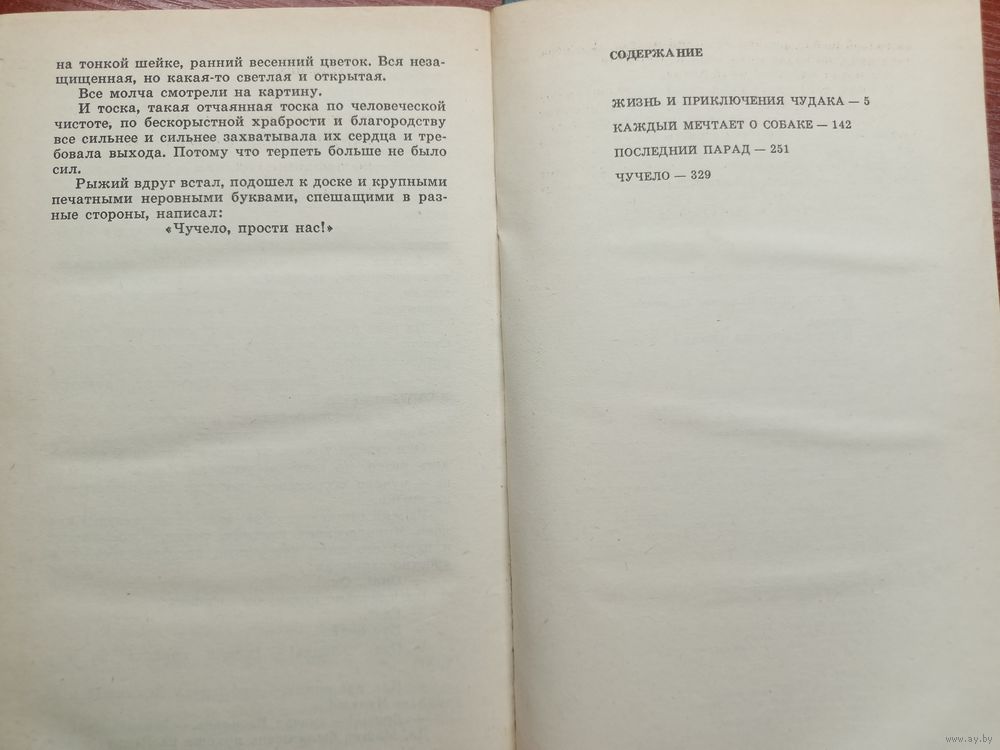 на тонкой шейке, ранний весенний цветок. Вся неза-
щищенная, но какая-то светлая и открытая.
Все молча смотрели на картину.
И тоска, такая отчаянная тоска по человеческой
чистоте, по бескорыстной храбрости и благородству
все сильнее и сильнее захватывала их сердца и тре-
бовала выхода. Потому что терпеть больше не было
сил.
Рыжий вдруг встал, подошел к доске и крупными
печатными неровными буквами, спешащими в раз-
ные стороны, написал:
«Чучело, прости нас!»
СОДЕРЖАНИЕ
ЖИЗНЬ И ПРИКЛЮЧЕНИЯ ЧУДАКА — 5
КАЖДЫЙ МЕЧТАЕТ О СОБАКЕ — 142
ПОСЛЕДНИЙ ПАРАД — 251
ЧУЧЕЛО — 329
www.ay.by